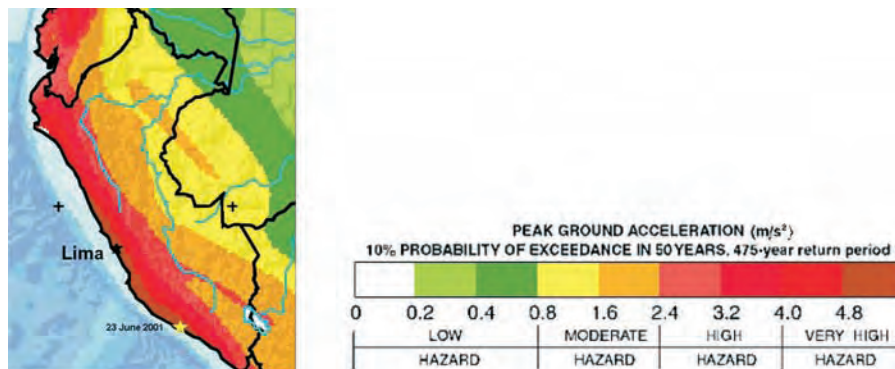 Lima
23 June 2001
PEAK GROUND ACCELERATION (m/s²)
10% PROBABILITY OF EXCEEDANCE IN 50 YEARS, 475-year return period
0 0.2 0.4 0.8 1.6 2.4 3.2 4.0 4.8
LOW MODERATE HIGH VERY HIGH
HAZARD HAZARD HAZARD HAZARD